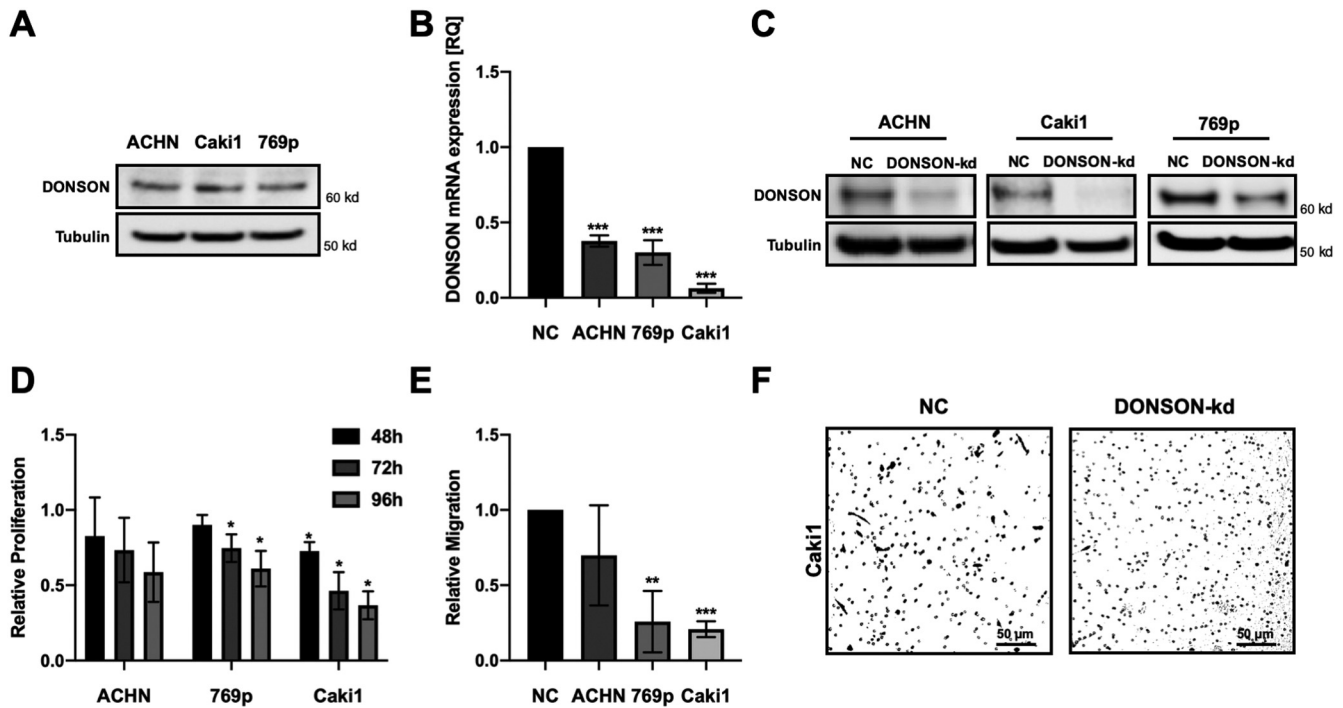 A
ACHN Caki1 769p
DONSON
60 kd
Tubulin
50 kd
B
DONSON mRNA expression [RQ]
1.5
1.0
0.5
0.0
*** *** ***
NC ACHN 769p Caki1
C
ACHN Caki1 769p
NC DONSON-kd NC DONSON-kd NC DONSON-kd
DONSON
60 kd
Tubulin
50 kd
D
Relative Proliferation
1.5
1.0
0.5
0.0
48h
72h
96h
* * * * *
ACHN 769p Caki1
E
Relative Migration
1.5
1.0
0.5
0.0
** ***
NC ACHN 769p Caki1
F
NC DONSON-kd
Caki1
50 µm 50 µm